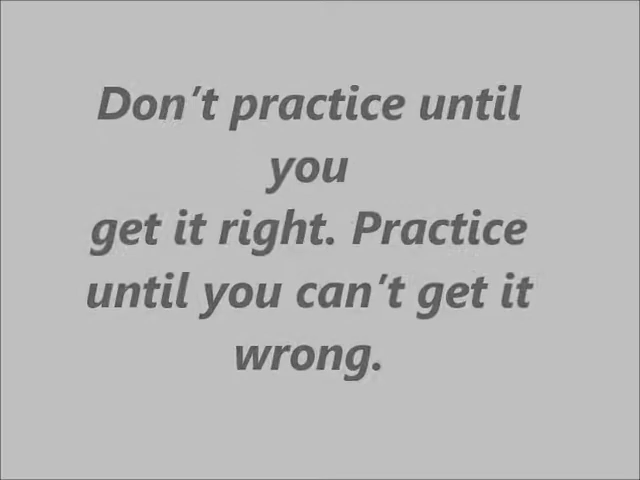 Don't practice until
you
get it right. Practice
until you can't get it
wrong.